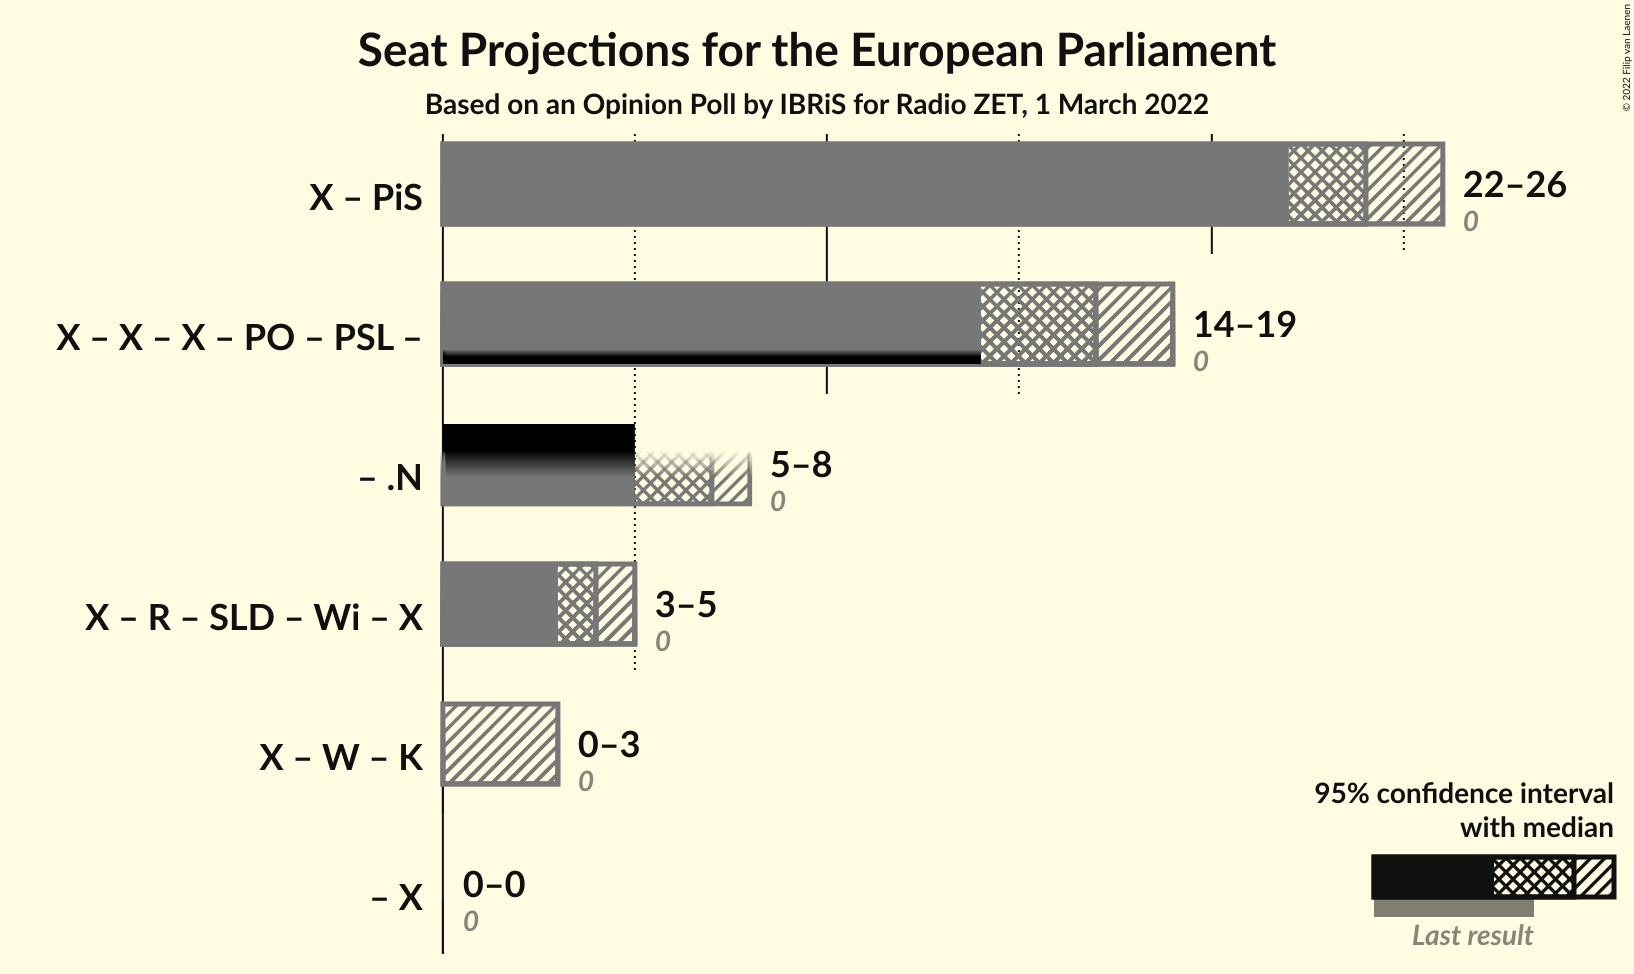 Seat Projections for the European Parliament
Based on an Opinion Poll by IBRiS for Radio ZET, 1 March 2022
© 2022 Filip van Laenen
X – PiS
22–26
0
X – X – X – PO – PSL –
14–19
0
– .N
5–8
0
X – R – SLD – Wi – X
3–5
0
X – W – K
0–3
0
– X
0–0
0
95% confidence interval
with median
Last result